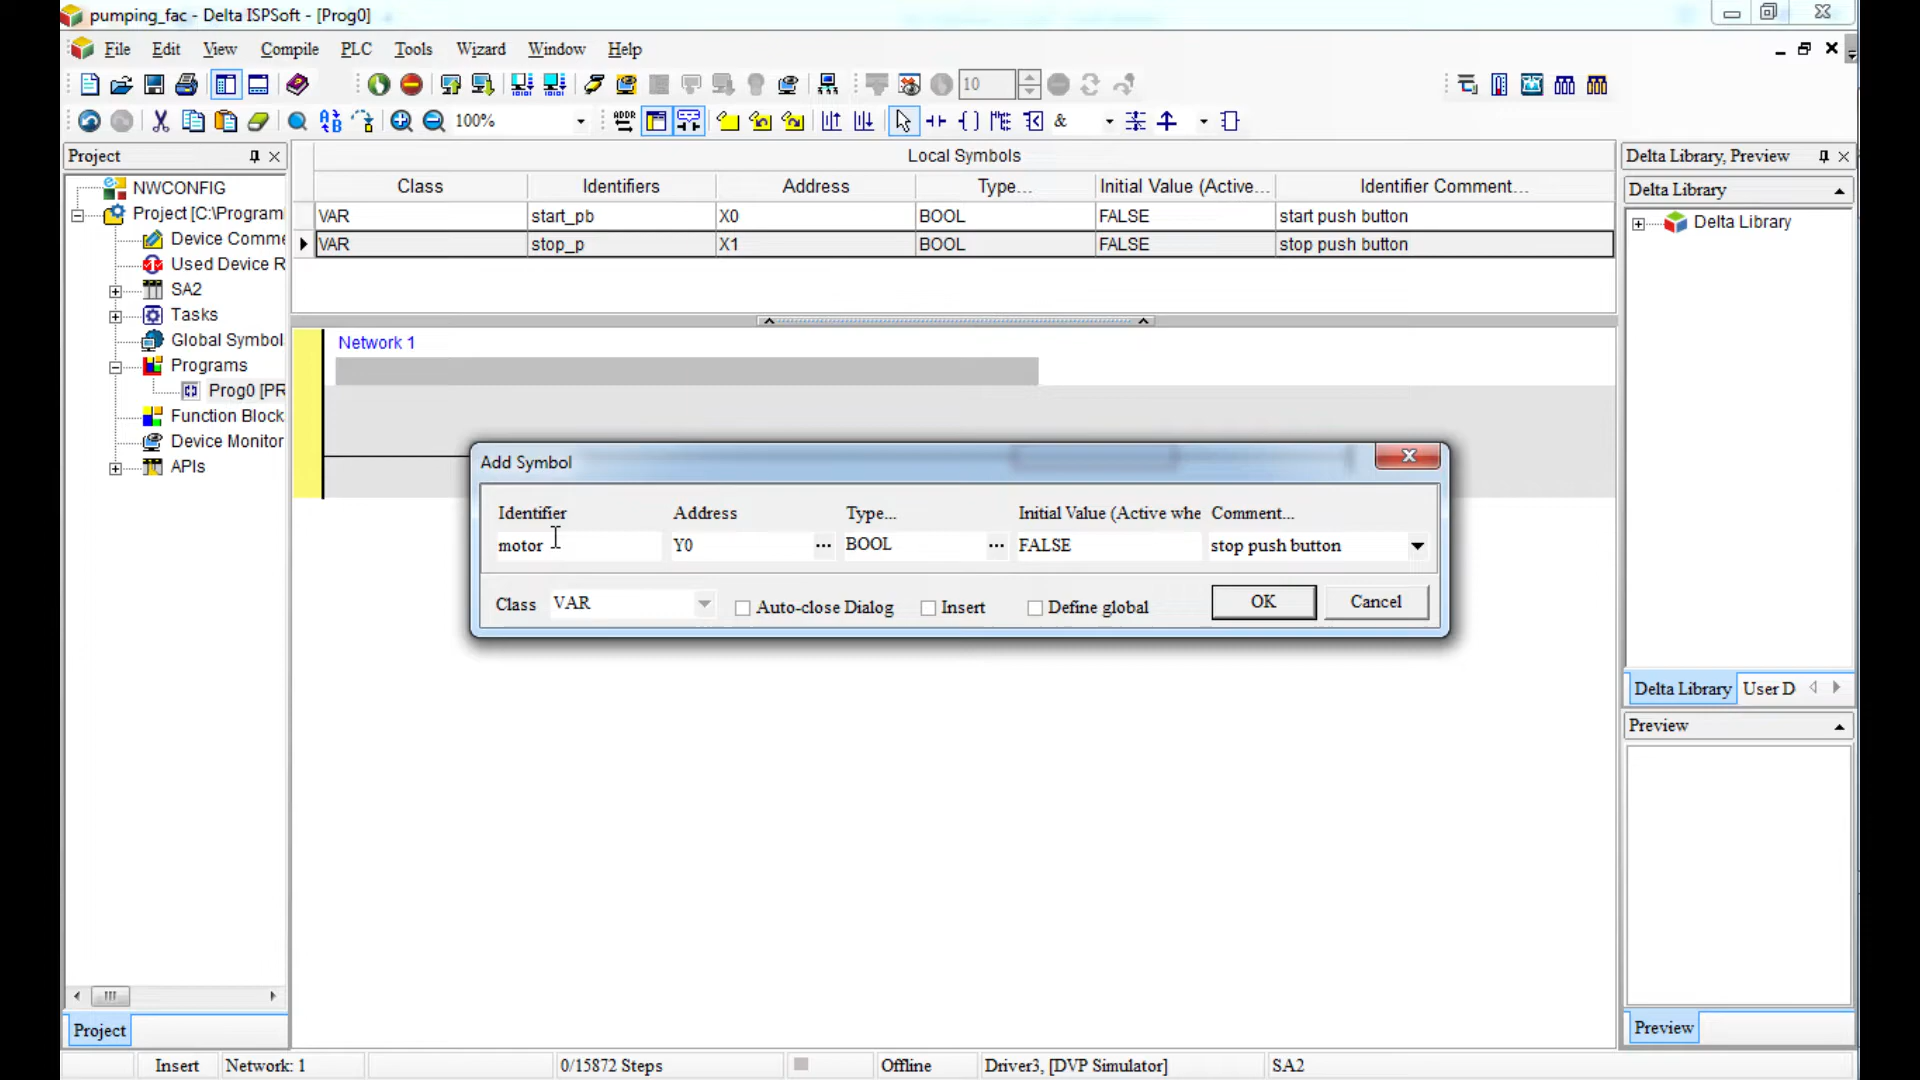 pumping_fac - Delta ISPSoft - [Prog0]
File Edit View Compile PLC Tools Wizard Window Help
10
100% ADDR &
Project
NWCONFIG
Project [C:\Program
Device Comme
Used Device R
SA2
Tasks
Global Symbol
Programs
Prog0 [PR
Function Block
Device Monitor
APIs
Project
Local Symbols
Class Identifiers Address Type... Initial Value (Active... Identifier Comment...
VAR start_pb X0 BOOL FALSE start push button
VAR stop_p X1 BOOL FALSE stop push button
Network 1
Add Symbol
Identifier Address Type... Initial Value (Active whe Comment...
motor Y0 ... BOOL ... FALSE stop push button
Class VAR Auto-close Dialog Insert Define global OK Cancel
Delta Library, Preview
Delta Library
Delta Library
Delta Library User D
Preview
Preview
Insert Network: 1 0/15872 Steps Offline Driver3, [DVP Simulator] SA2